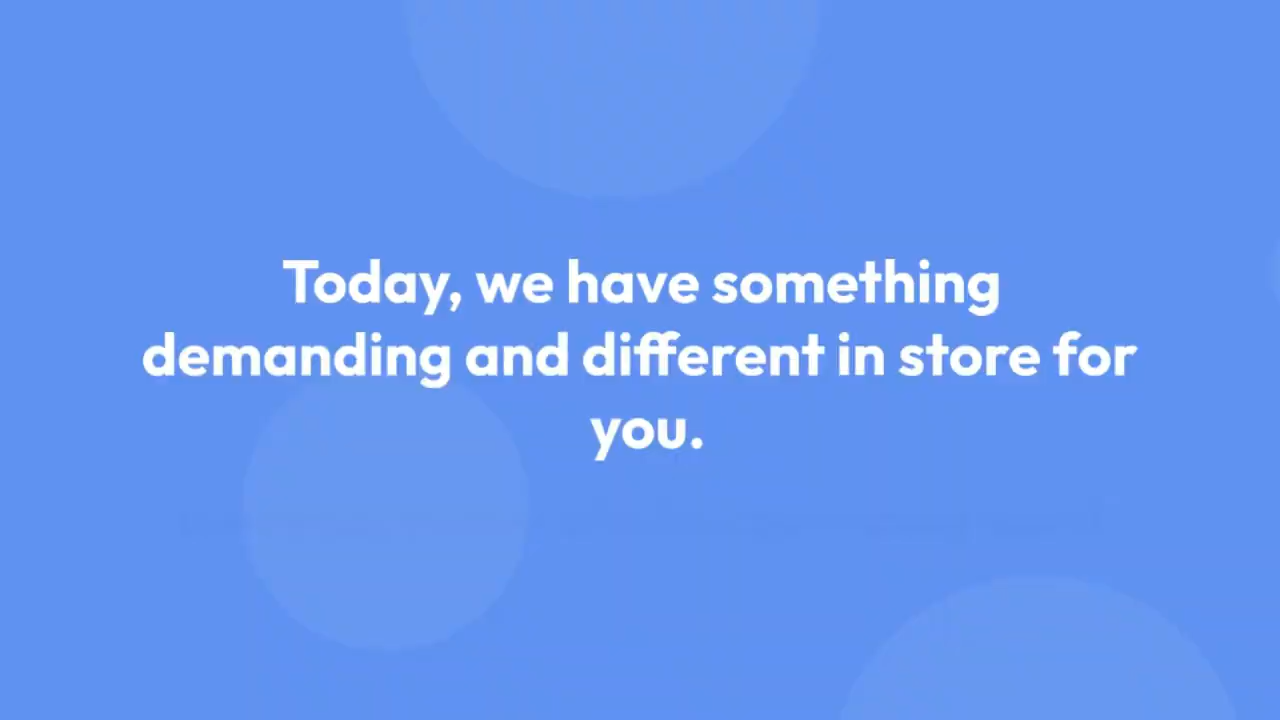 Today, we have something
demanding and different in store for
you.